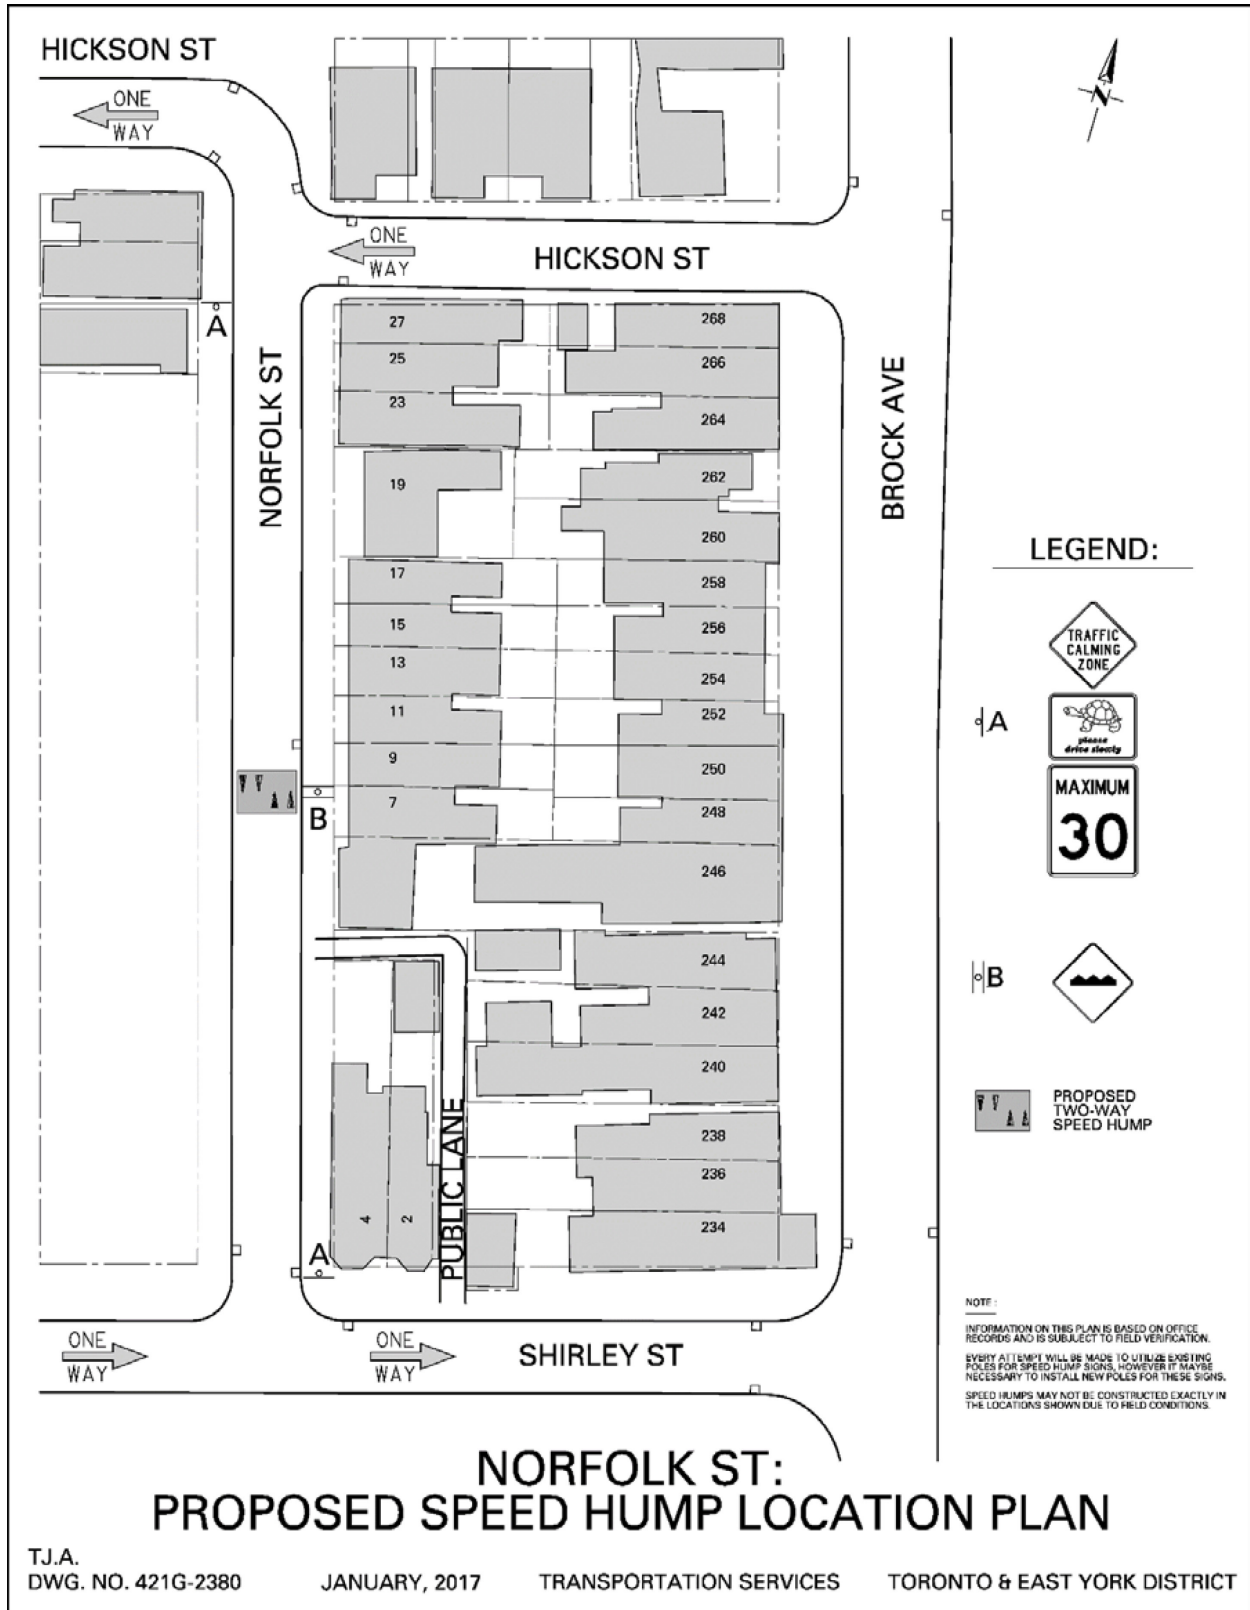 HICKSON ST
ONE
WAY
N
ONE
WAY
HICKSON ST
A
NORFOLK ST
BROCK AVE
27
25
23
19
17
15
13
11
9
7
268
266
264
262
260
258
256
254
252
250
248
246
244
242
240
238
236
234
B
A
4
2
PUBLIC LANE
ONE
WAY
ONE
WAY
SHIRLEY ST
LEGEND:
TRAFFIC
CALMING
ZONE
A
please
drive slowly
MAXIMUM
30
B
PROPOSED
TWO-WAY
SPEED HUMP
NOTE :
INFORMATION ON THIS PLAN IS BASED ON OFFICE
RECORDS AND IS SUBJUECT TO FIELD VERIFICATION.
EVERY ATTEMPT WILL BE MADE TO UTILIZE EXISTING
POLES FOR SPEED HUMP SIGNS, HOWEVER IT MAYBE
NECESSARY TO INSTALL NEW POLES FOR THESE SIGNS.
SPEED HUMPS MAY NOT BE CONSTRUCTED EXACTLY IN
THE LOCATIONS SHOWN DUE TO FIELD CONDITIONS.
NORFOLK ST:
PROPOSED SPEED HUMP LOCATION PLAN
TJ.A.
DWG. NO. 421G-2380 JANUARY, 2017 TRANSPORTATION SERVICES TORONTO & EAST YORK DISTRICT